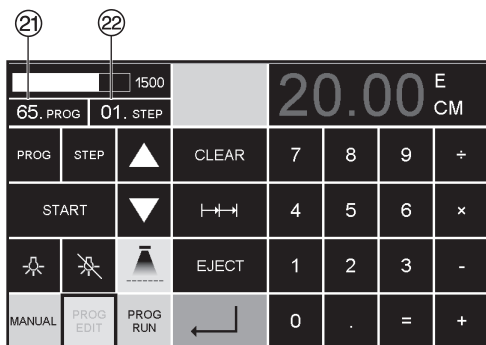 21 22
1500
20.00 E
CM
65. PROG 01. STEP
PROG STEP CLEAR 7 8 9 ÷
START 4 5 6 ×
EJECT 1 2 3 -
MANUAL PROG EDIT PROG RUN 0 . = +